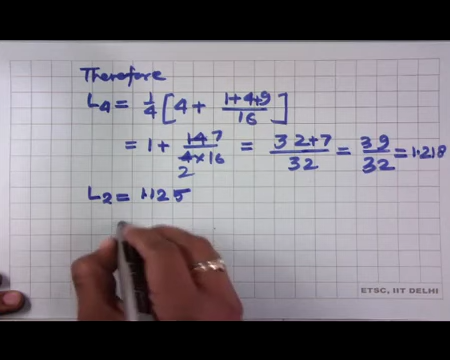 Therefore
L4 = 1/4 [ 4 + (1+4+9)/16 ]
= 1 + 14 7/(4×16) 2 = (32+7)/32 = 39/32 = 1.218
L2 = 1.125
ETSC, IIT DELHI